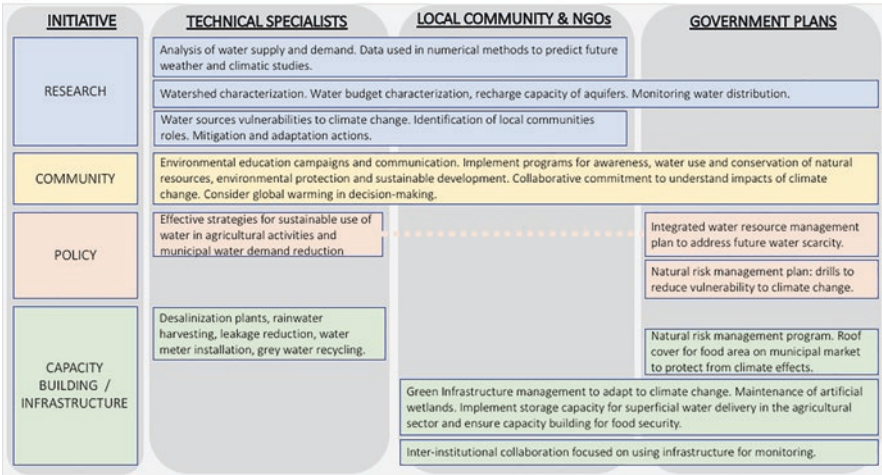 INITIATIVE
TECHNICAL SPECIALISTS
LOCAL COMMUNITY & NGOs
GOVERNMENT PLANS
RESEARCH
Analysis of water supply and demand. Data used in numerical methods to predict future
weather and climatic studies.
Watershed characterization. Water budget characterization, recharge capacity of aquifers. Monitoring water distribution.
Water sources vulnerabilities to climate change. Identification of local communities
roles. Mitigation and adaptation actions.
COMMUNITY
Environmental education campaigns and communication. Implement programs for awareness, water use and conservation of natural
resources, environmental protection and sustainable development. Collaborative commitment to understand impacts of climate
change. Consider global warming in decision-making.
POLICY
Effective strategies for sustainable use of
water in agricultural activities and
municipal water demand reduction
Integrated water resource management
plan to address future water scarcity.
Natural risk management plan: drills to
reduce vulnerability to climate change.
CAPACITY
BUILDING /
INFRASTRUCTURE
Desalinization plants, rainwater
harvesting, leakage reduction, water
meter installation, grey water recycling.
Natural risk management program. Roof
cover for food area on municipal market
to protect from climate effects.
Green Infrastructure management to adapt to climate change. Maintenance of artificial
wetlands. Implement storage capacity for superficial water delivery in the agricultural
sector and ensure capacity building for food security.
Inter-institutional collaboration focused on using infrastructure for monitoring.